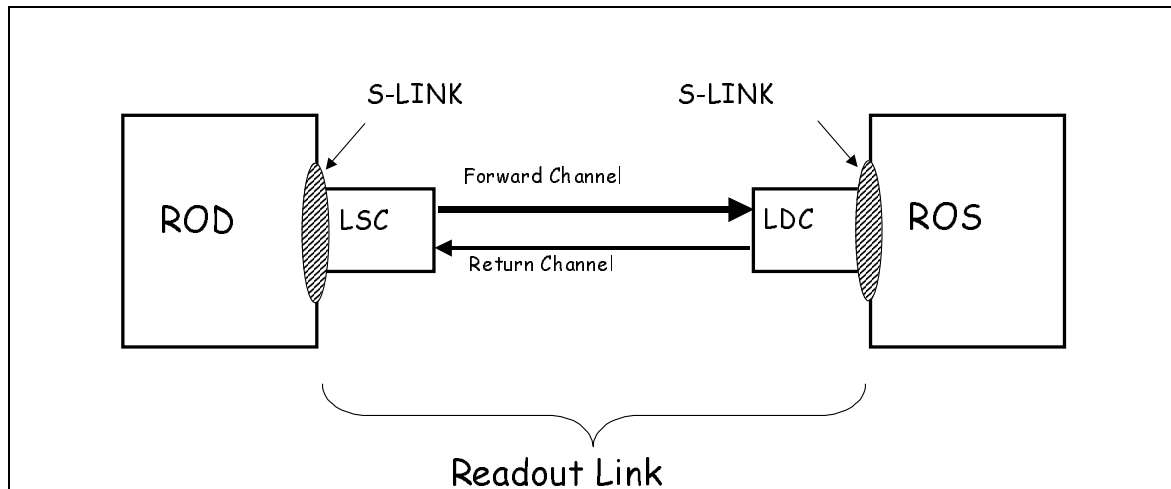 S-LINK S-LINK
Forward Channel
ROD LSC LDC ROS
Return Channel
Readout Link